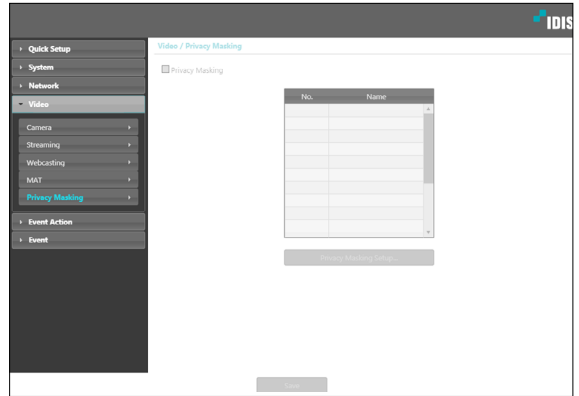 IDIS
Quick Setup
System
Network
Video
Camera
Streaming
Webcasting
MAT
Privacy Masking
Event Action
Event
Video / Privacy Masking
Privacy Masking
No. Name
Privacy Masking Setup...
Save